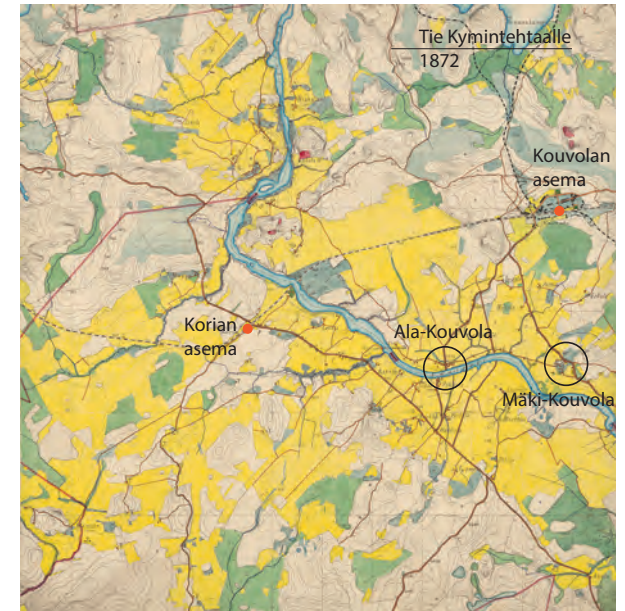 Tie Kymintehtaalle
1872
Kouvolan
asema
Korian
asema
Ala-Kouvola
Mäki-Kouvola